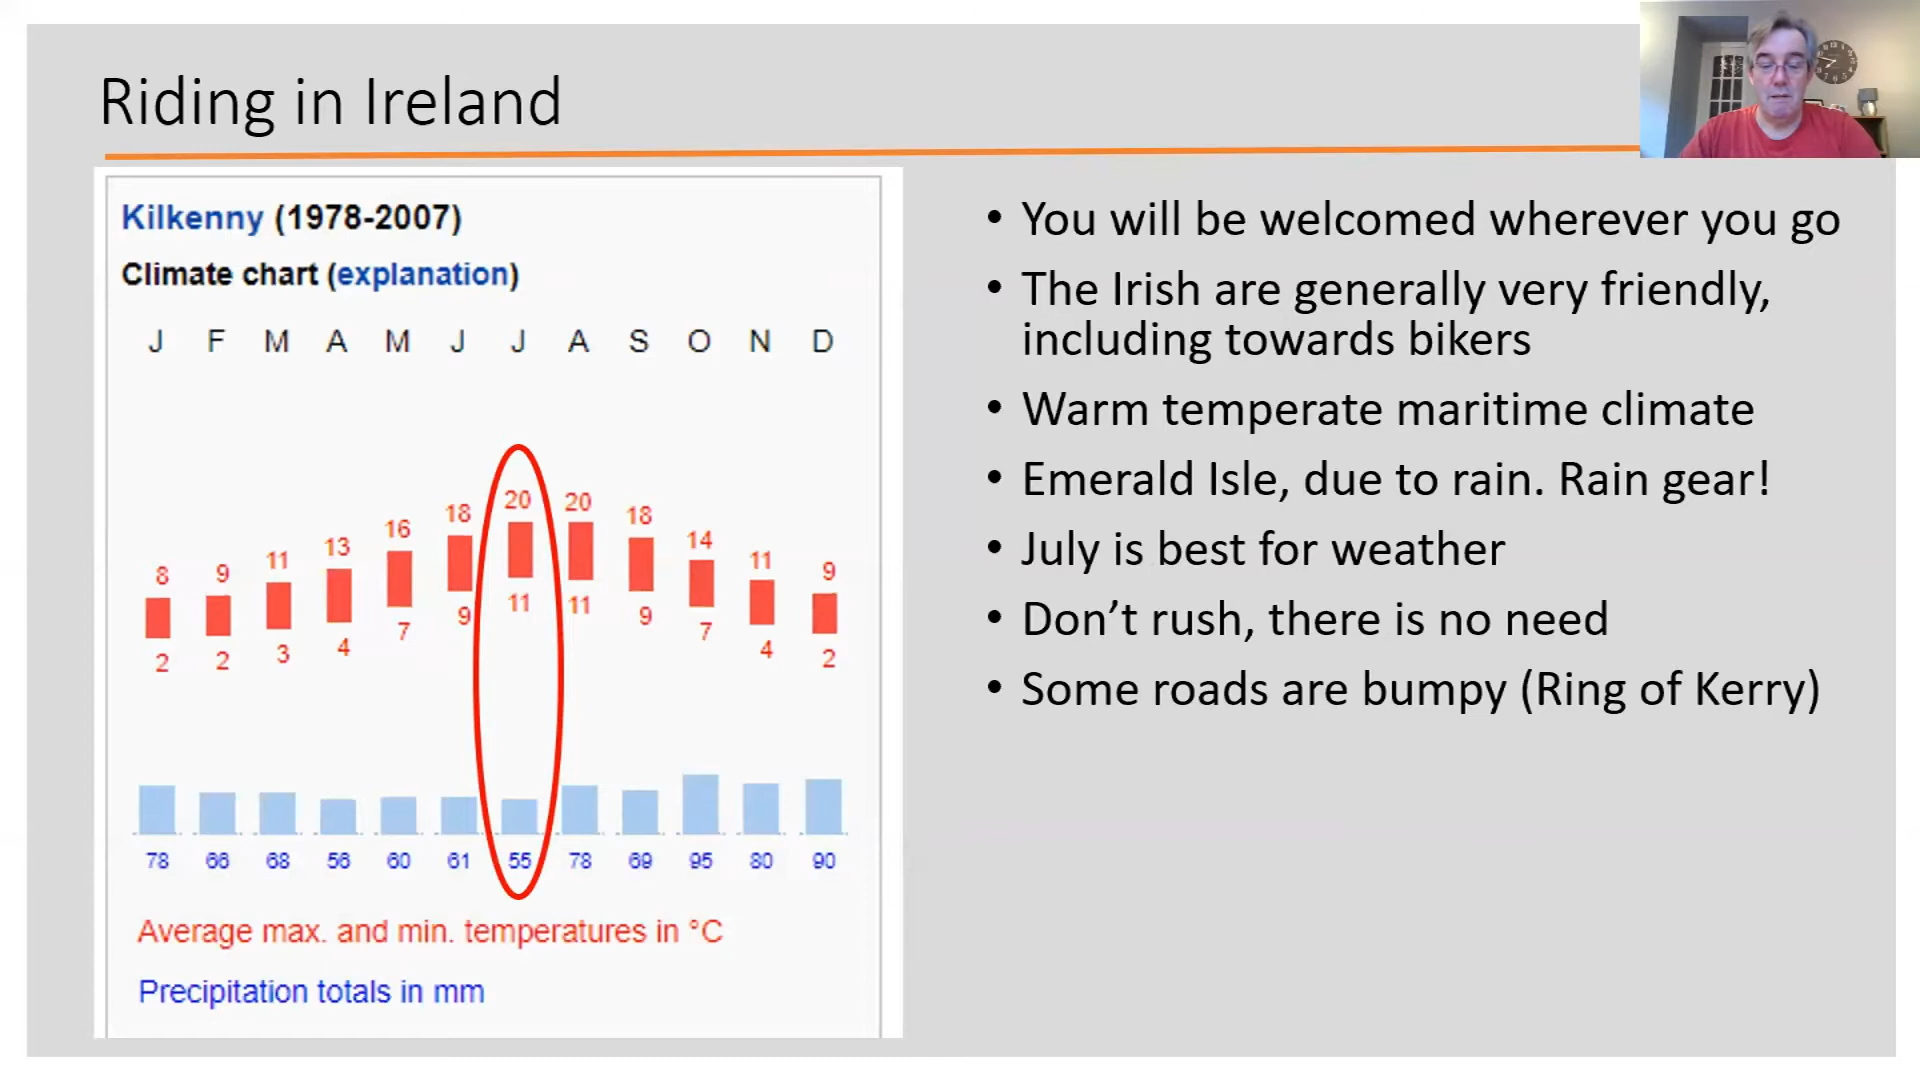 Riding in Ireland
Kilkenny (1978-2007)
Climate chart (explanation)
J F M A M J J A S O N D
8 9 11 13 16 18 20 20 18 14 11 9
2 2 3 4 7 9 11 11 9 7 4 2
78 66 68 56 60 61 55 78 69 95 80 90
Average max. and min. temperatures in °C
Precipitation totals in mm
• You will be welcomed wherever you go
• The Irish are generally very friendly,
including towards bikers
• Warm temperate maritime climate
• Emerald Isle, due to rain. Rain gear!
• July is best for weather
• Don’t rush, there is no need
• Some roads are bumpy (Ring of Kerry)